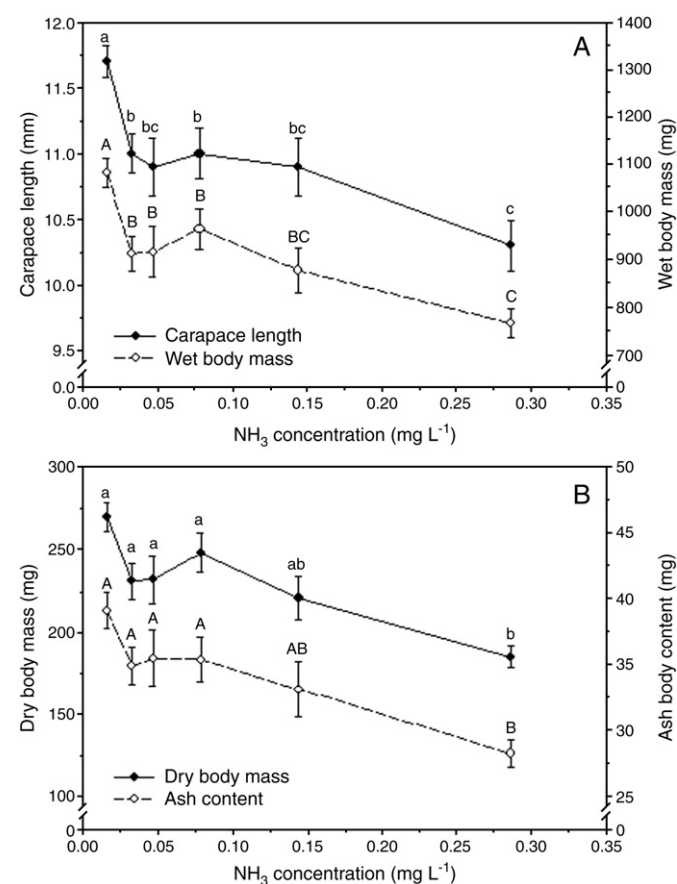 A
12.0
11.5
11.0
10.5
10.0
9.5
0.0
Carapace length (mm)
1400
1300
1200
1100
1000
900
800
700
0
Wet body mass (mg)
a
b
bc
b
bc
c
A
B
B
B
BC
C
Carapace length
Wet body mass
0.00 0.05 0.10 0.15 0.20 0.25 0.30 0.35
NH₃ concentration (mg L⁻¹)
B
300
250
200
150
100
0
Dry body mass (mg)
50
45
40
35
30
25
0
Ash body content (mg)
a
a
a
a
ab
b
A
A
A
A
AB
B
Dry body mass
Ash content
0.00 0.05 0.10 0.15 0.20 0.25 0.30 0.35
NH₃ concentration (mg L⁻¹)